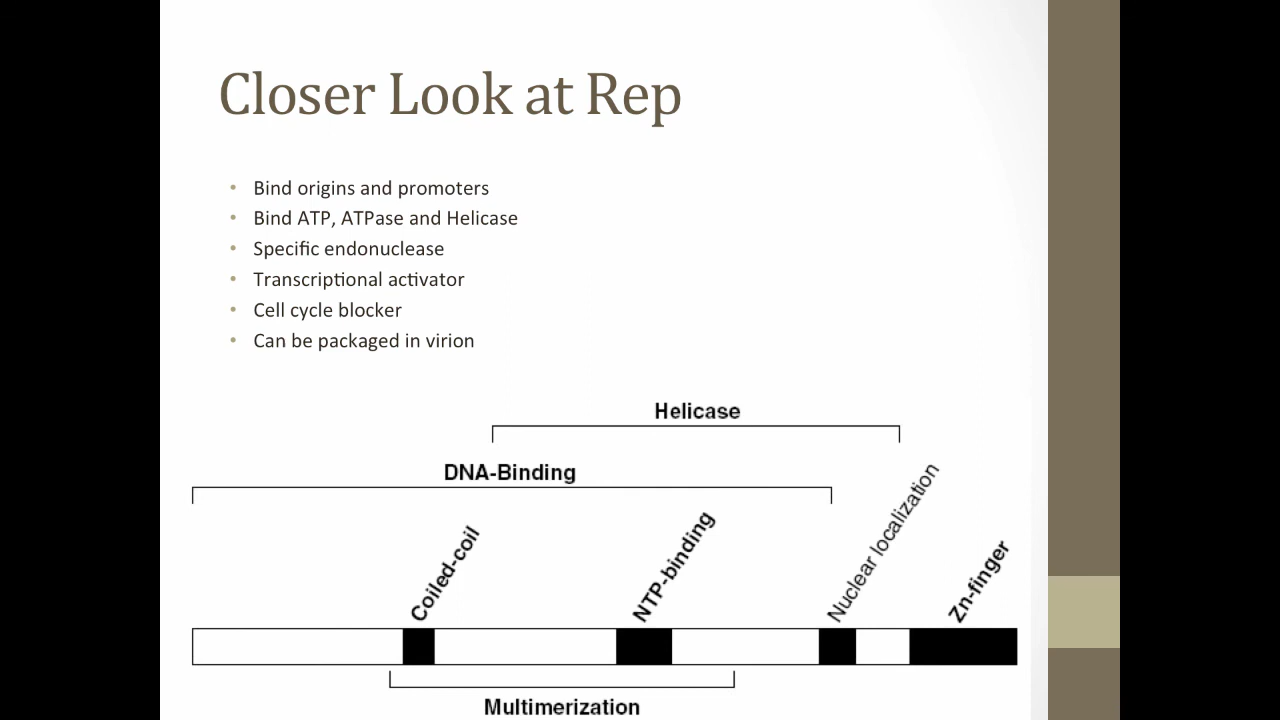 Closer Look at Rep
• Bind origins and promoters
• Bind ATP, ATPase and Helicase
• Specific endonuclease
• Transcriptional activator
• Cell cycle blocker
• Can be packaged in virion
Helicase
DNA-Binding
Coiled-coil
NTP-binding
Nuclear localization
Zn-finger
Multimerization